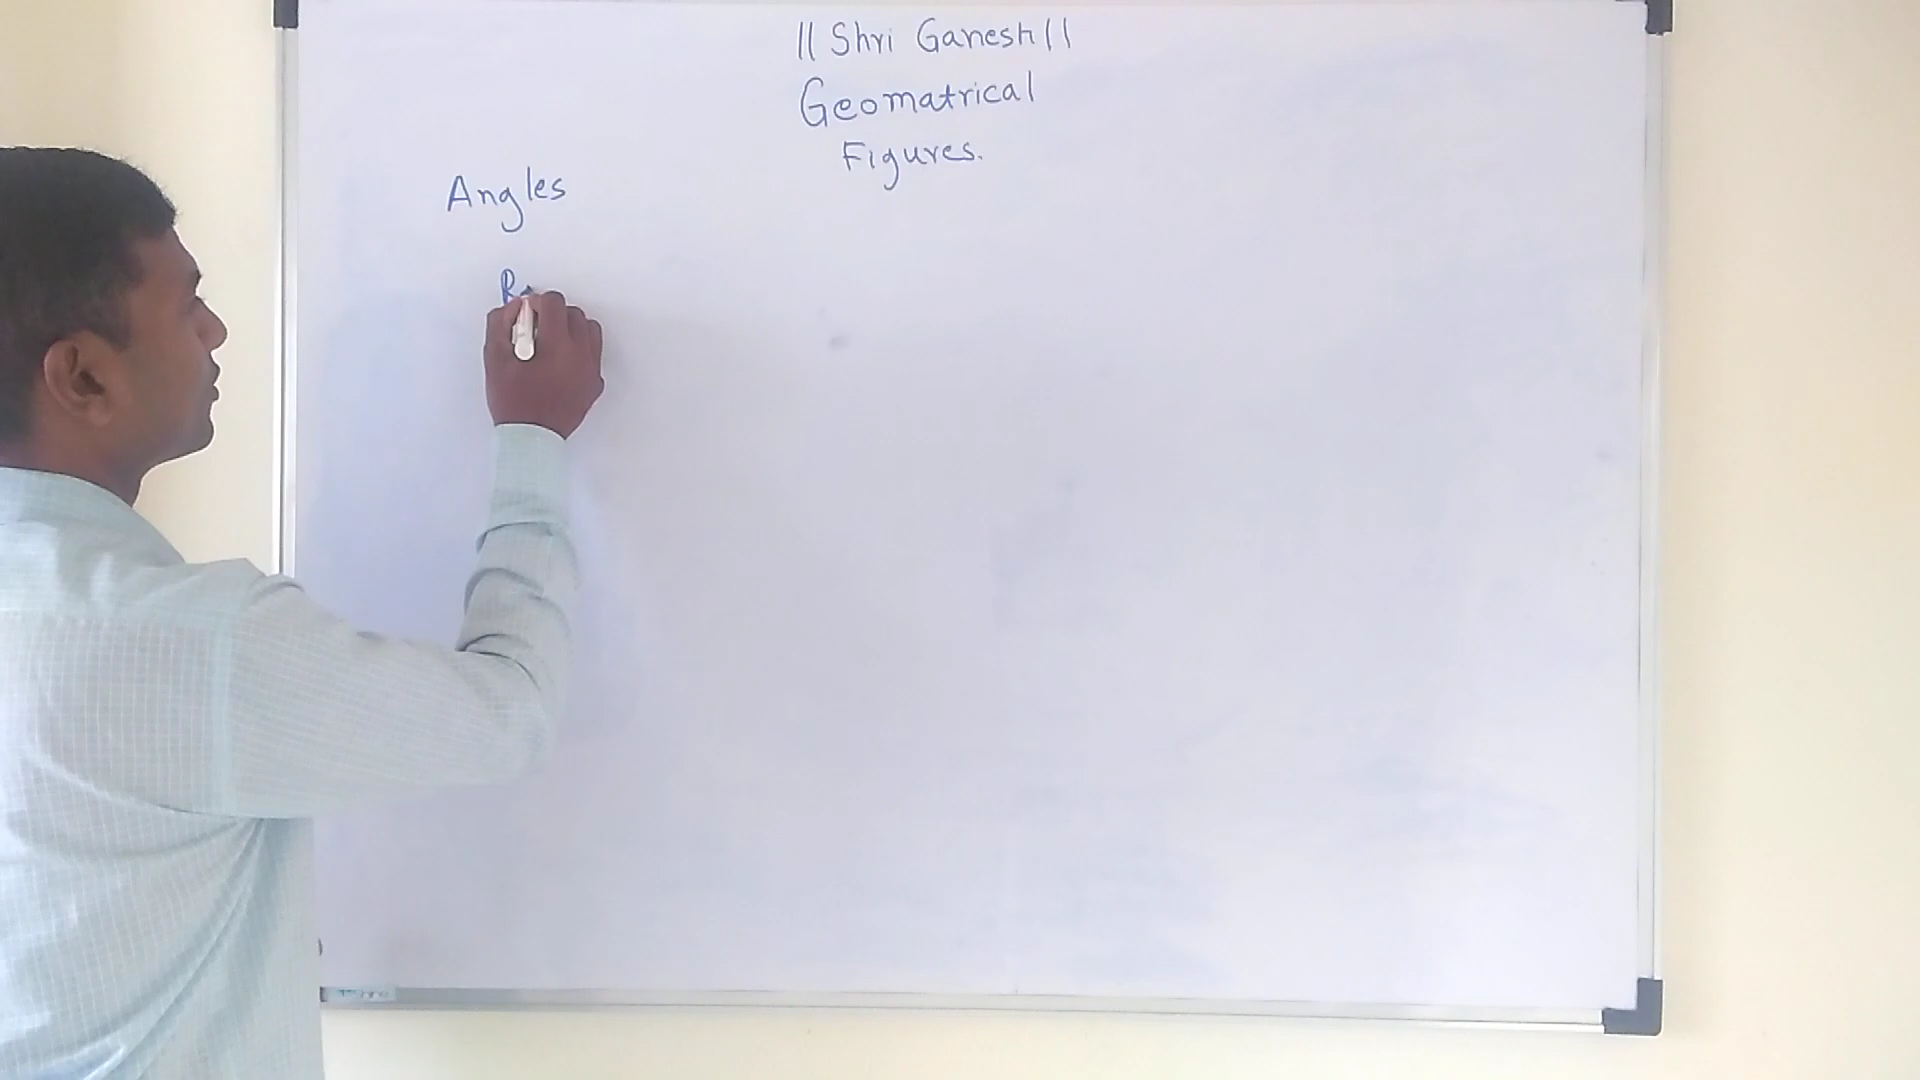 || Shri Ganesh ||
Geomatrical
Figures.
Angles